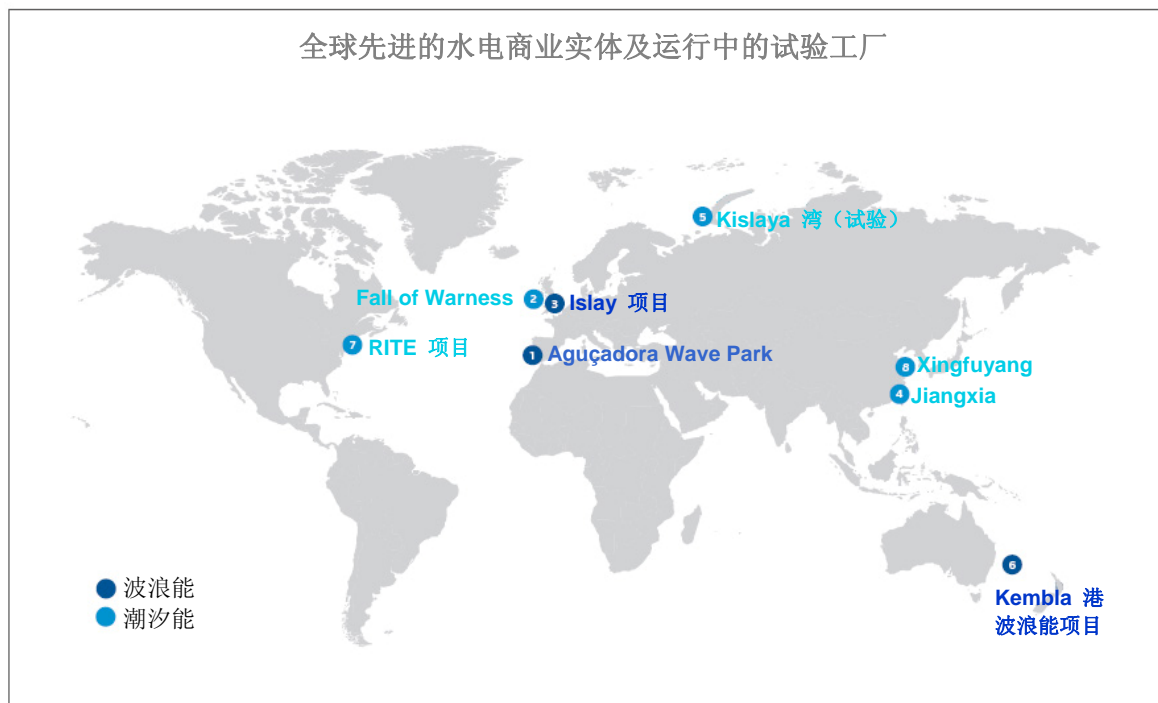 全球先进的水电商业实体及运行中的试验工厂
5 Kislaya 湾（试验）
Fall of Warness 2 3 Islay 项目
7 RITE 项目
1 Aguçadora Wave Park
8 Xingfuyang
4 Jiangxia
6
Kembla 港
波浪能项目
波浪能
潮汐能